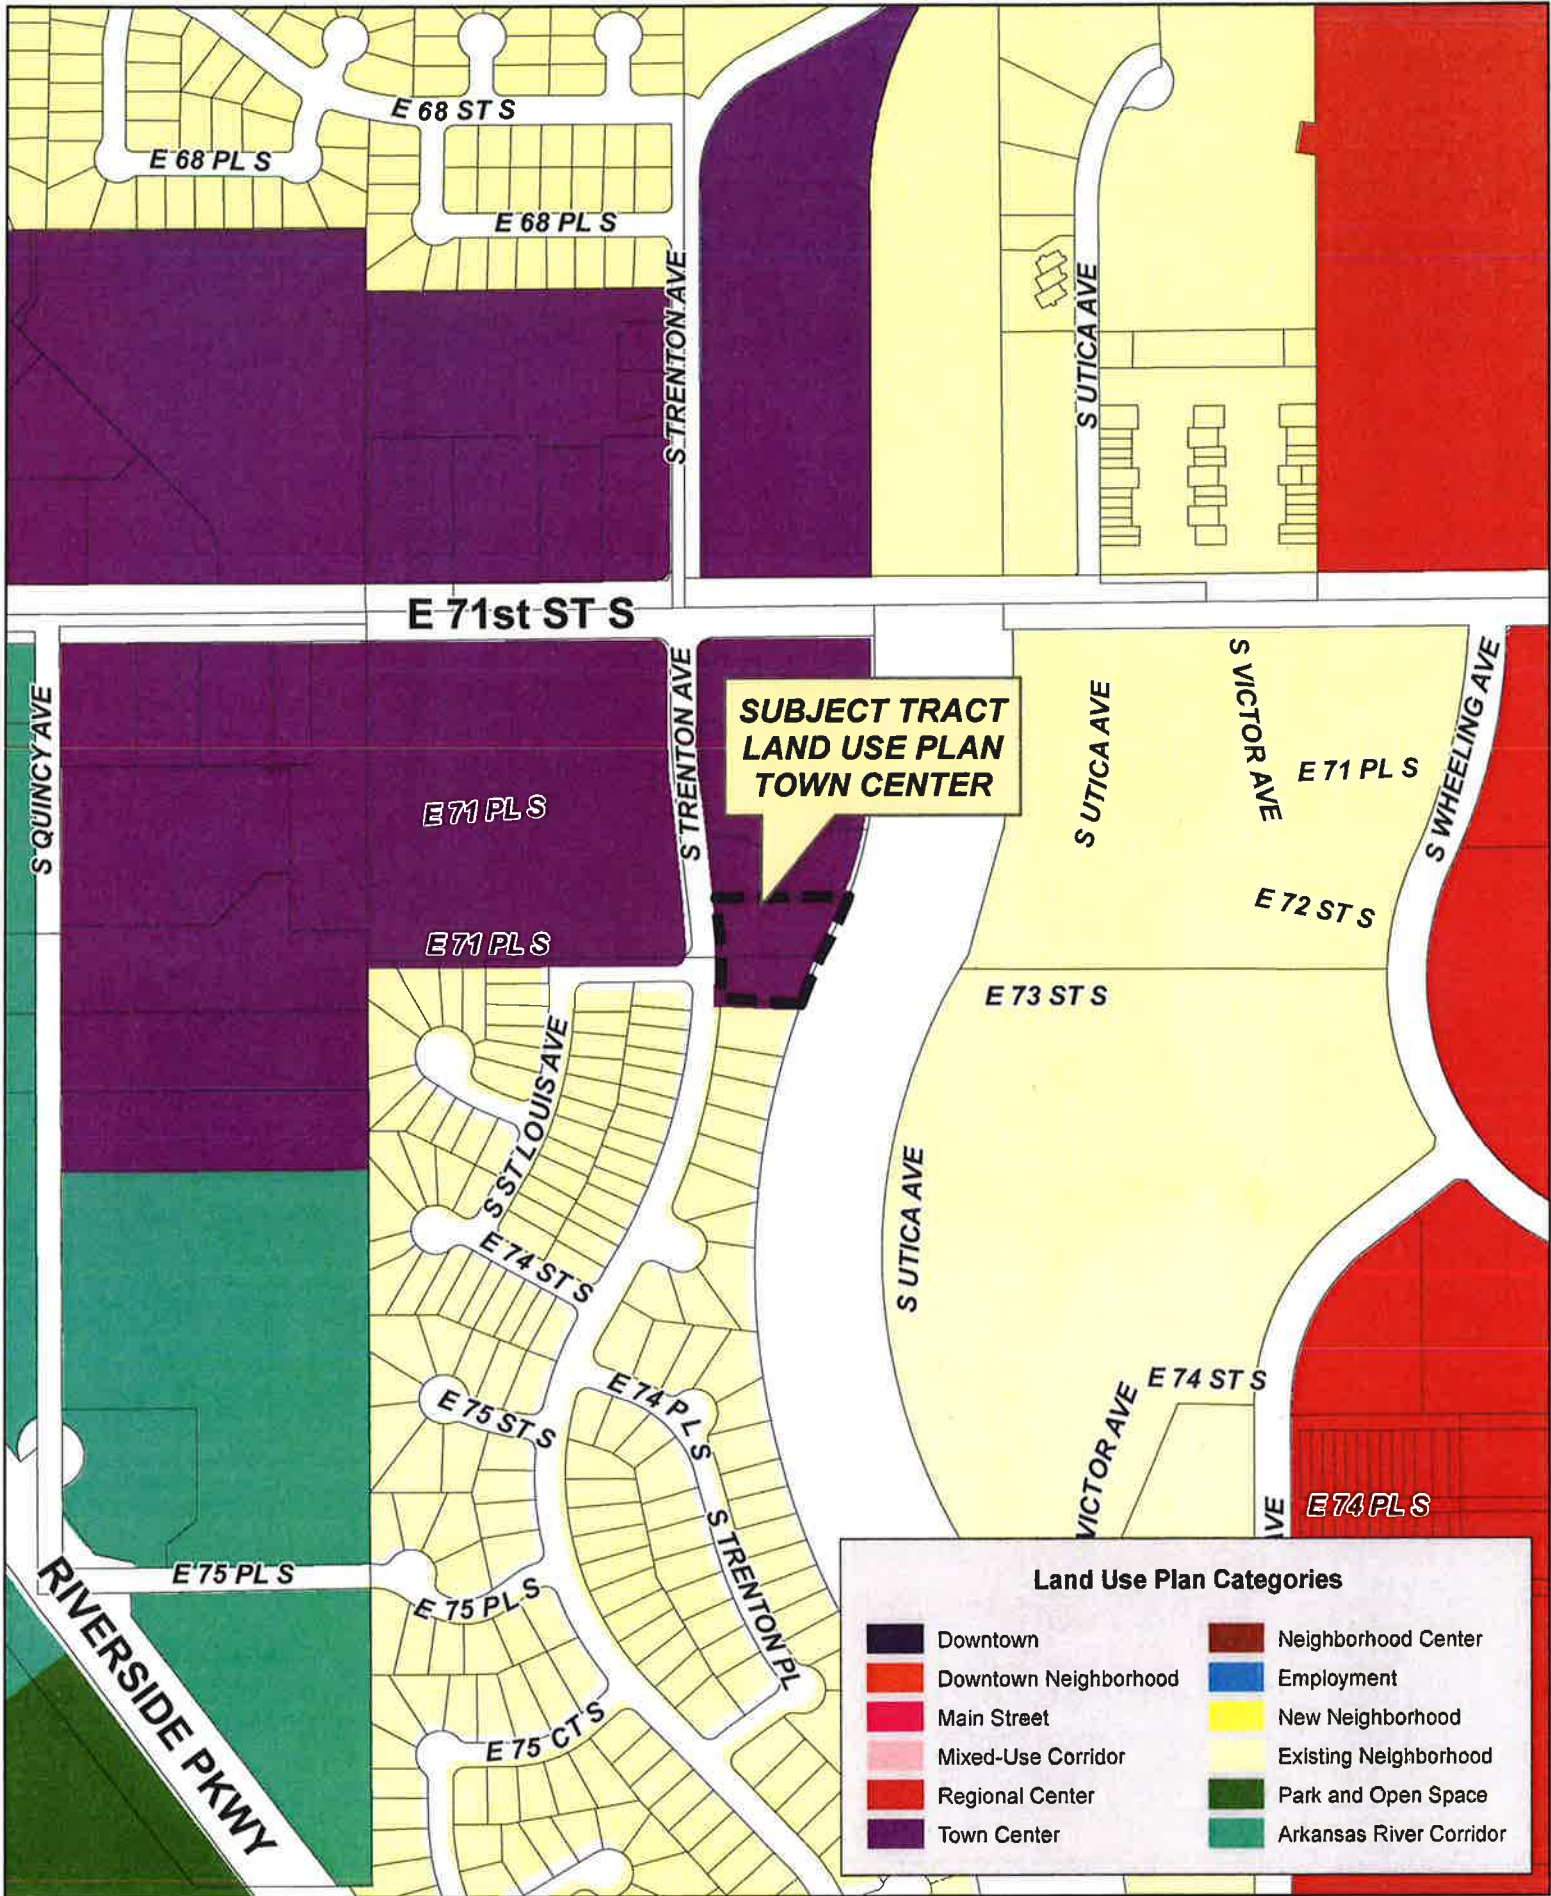 E 68 ST S
E 68 PL S
E 68 PL S
S TRENTON AVE
S UTICA AVE
E 71st ST S
S QUINCY AVE
S TRENTON AVE
SUBJECT TRACT
LAND USE PLAN
TOWN CENTER
S UTICA AVE
S VICTOR AVE
E 71 PL S
S WHEELING AVE
E 71 PL S
E 72 ST S
E 71 PL S
E 73 ST S
S ST LOUIS AVE
E 74 ST S
S UTICA AVE
E 74 ST S
E 74 PL S
E 75 ST S
VICTOR AVE
E 74 PL S
AVE
S TRENTON PL
E 75 PL S
E 75 PL S
RIVERSIDE PKWY
E 75 CT S
Land Use Plan Categories
Downtown
Downtown Neighborhood
Main Street
Mixed-Use Corridor
Regional Center
Town Center
Neighborhood Center
Employment
New Neighborhood
Existing Neighborhood
Park and Open Space
Arkansas River Corridor